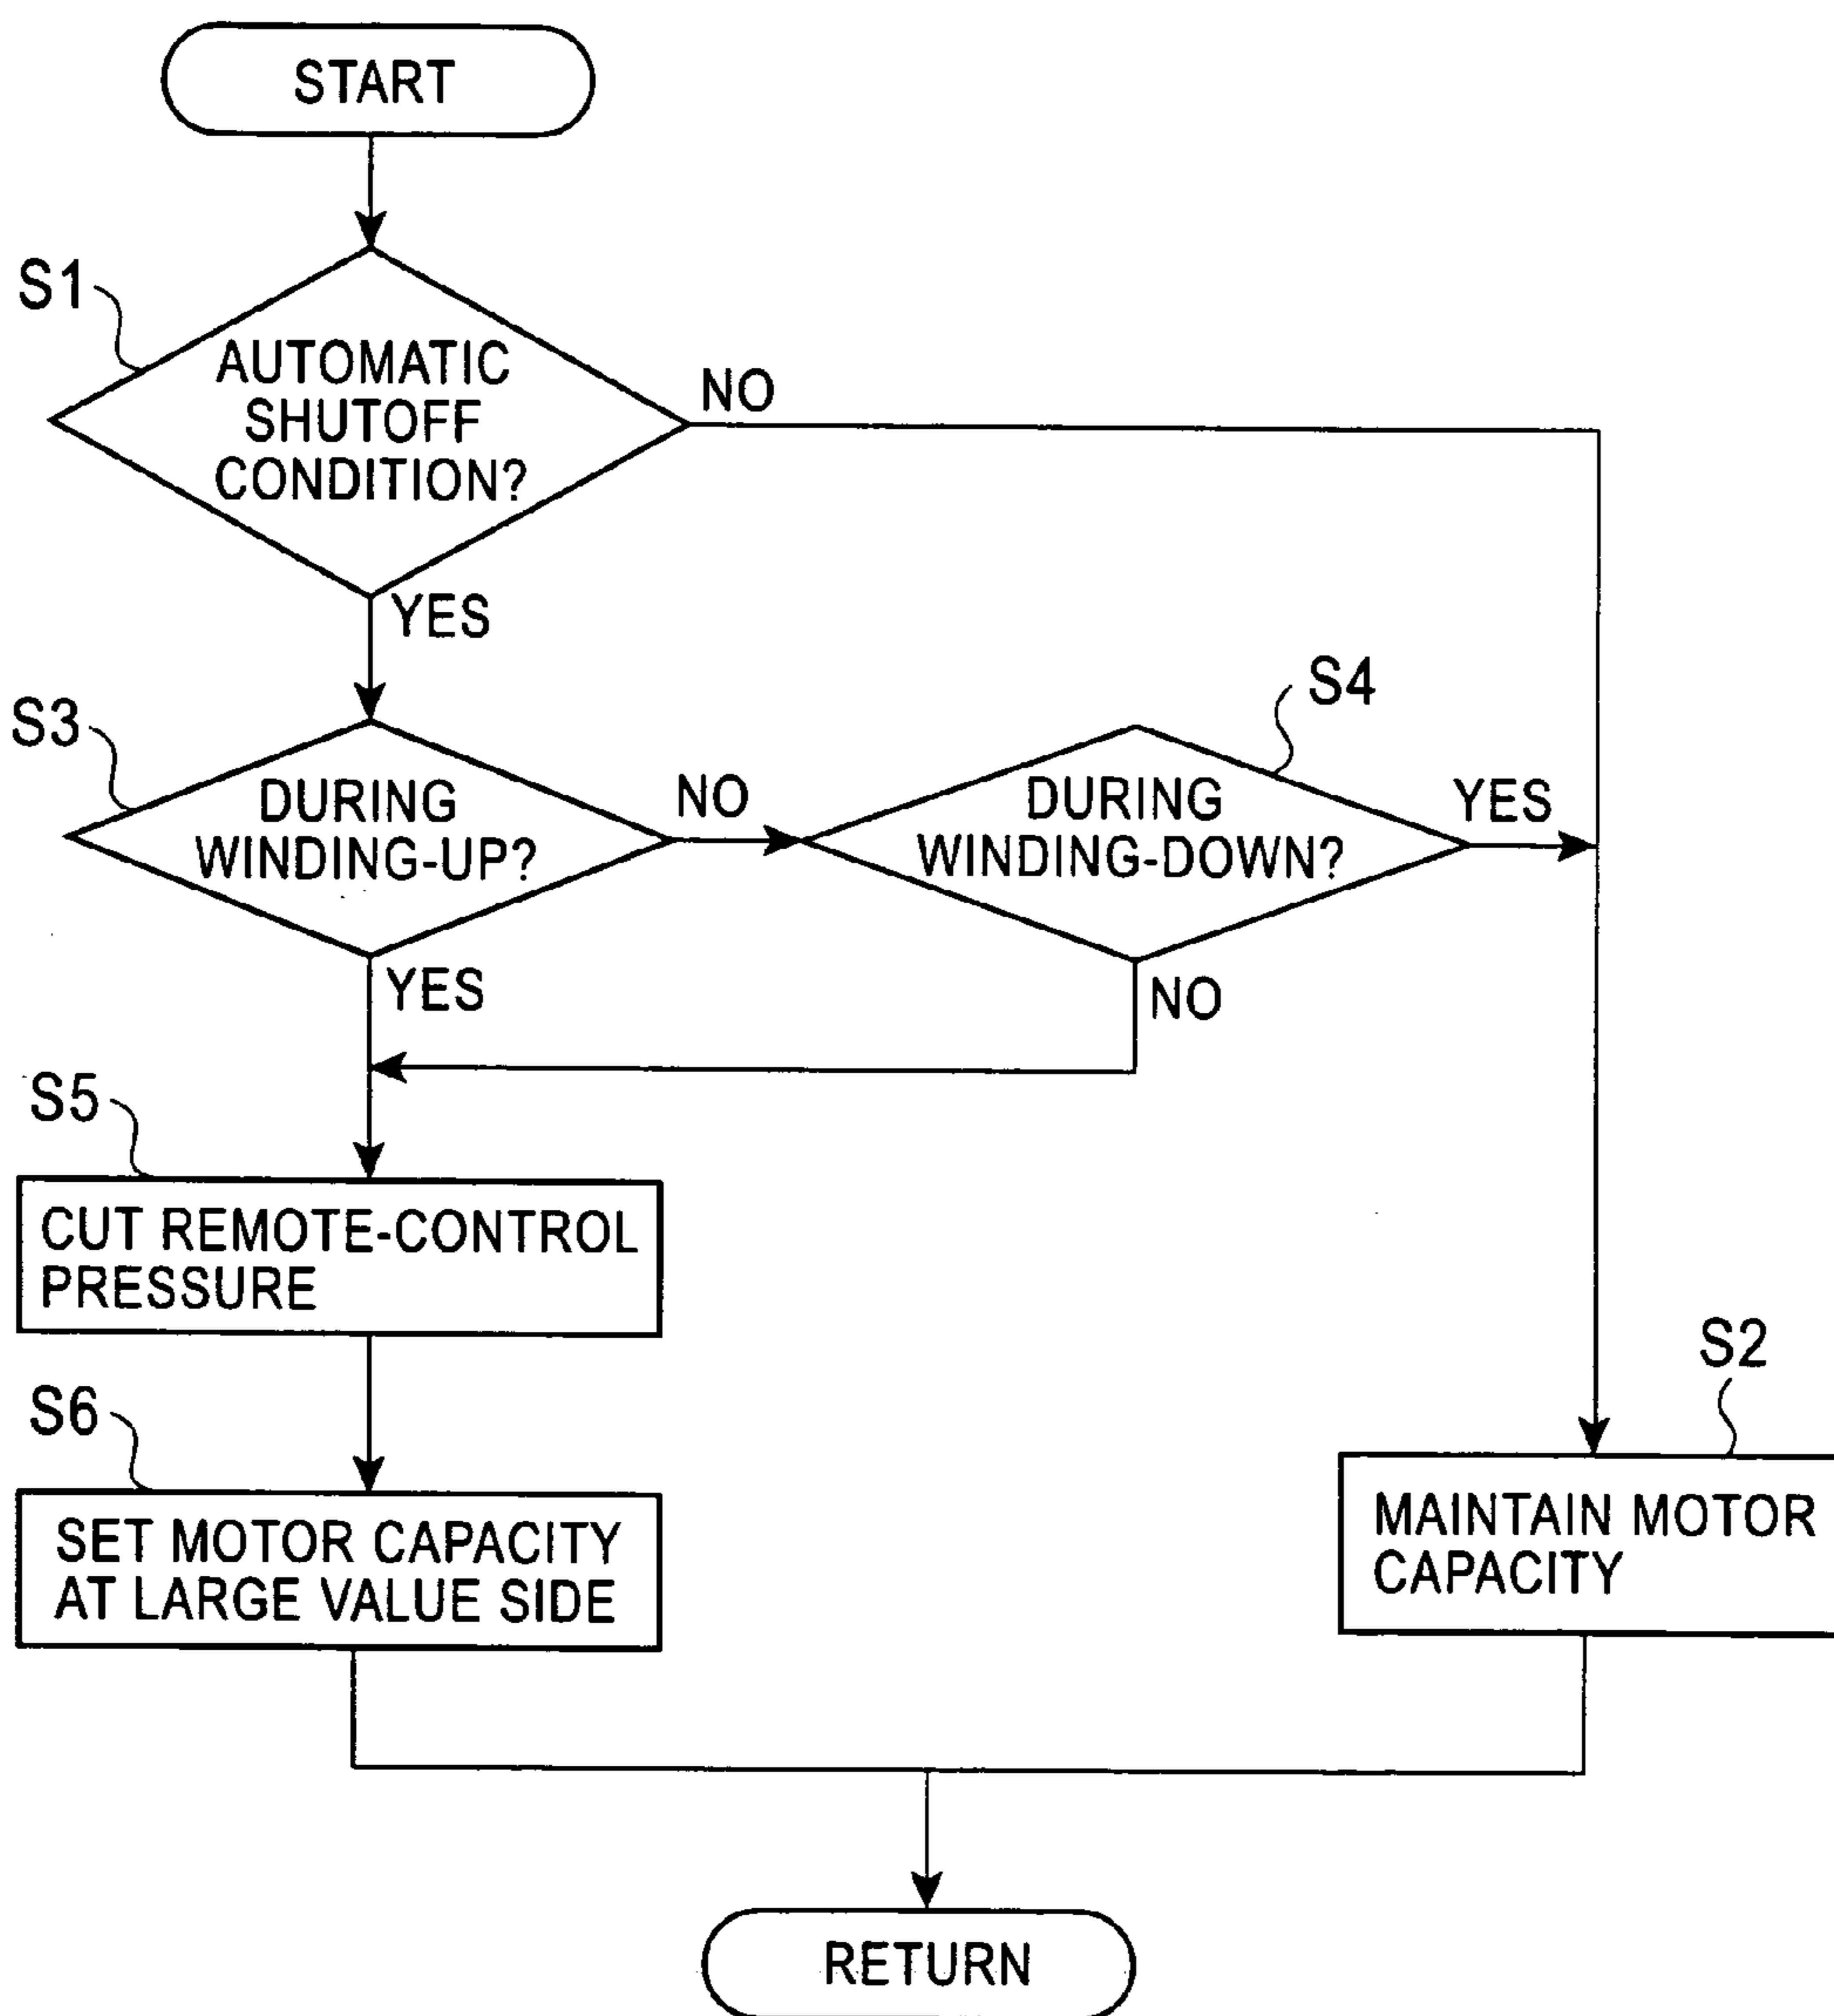 START
S1
AUTOMATIC
SHUTOFF
CONDITION?
NO
YES
S3
DURING
WINDING-UP?
NO
S4
DURING
WINDING-DOWN?
YES
YES
NO
S5
CUT REMOTE-CONTROL
PRESSURE
S6
SET MOTOR CAPACITY
AT LARGE VALUE SIDE
S2
MAINTAIN MOTOR
CAPACITY
RETURN